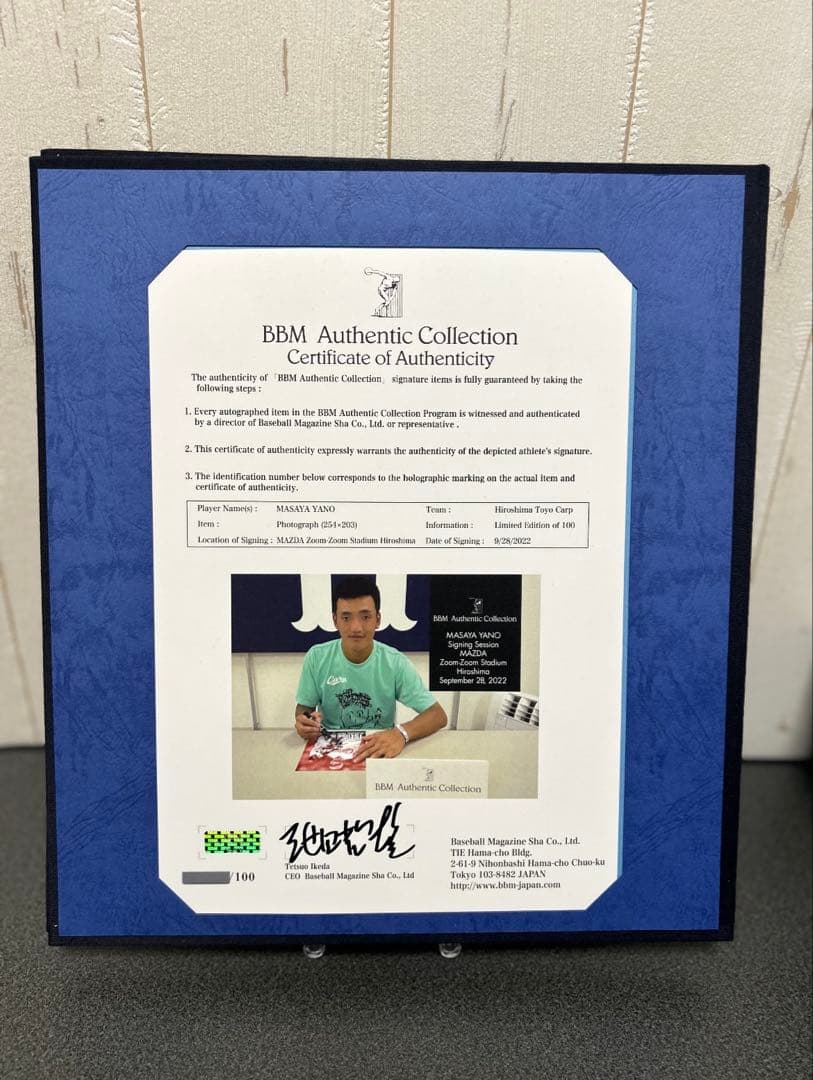 BBM Authentic Collection
Certificate of Authenticity
The authenticity of 「BBM Authentic Collection」 signature items is fully guaranteed by taking the
following steps :
1. Every autographed item in the BBM Authentic Collection Program is witnessed and authenticated
by a director of Baseball Magazine Sha Co., Ltd. or representative .
2. This certificate of authenticity expressly warrants the authenticity of the depicted athlete's signature.
3. The identification number below corresponds to the holographic marking on the actual item and
certificate of authenticity.
Player Name(s) : MASAYA YANO Team : Hiroshima Toyo Carp
Item : Photograph (254×203) Information : Limited Edition of 100
Location of Signing : MAZDA Zoom-Zoom Stadium Hiroshima Date of Signing : 9/28/2022
BBM Authentic Collection
MASAYA YANO
Signing Session
MAZDA
Zoom-Zoom Stadium
Hiroshima
September 28, 2022
Carp
BBM Authentic Collection
/100
Tetsuo Ikeda
CEO Baseball Magazine Sha Co., Ltd
Baseball Magazine Sha Co., Ltd.
TIE Hama-cho Bldg.
2-61-9 Nihonbashi Hama-cho Chuo-ku
Tokyo 103-8482 JAPAN
http://www.bbm-japan.com